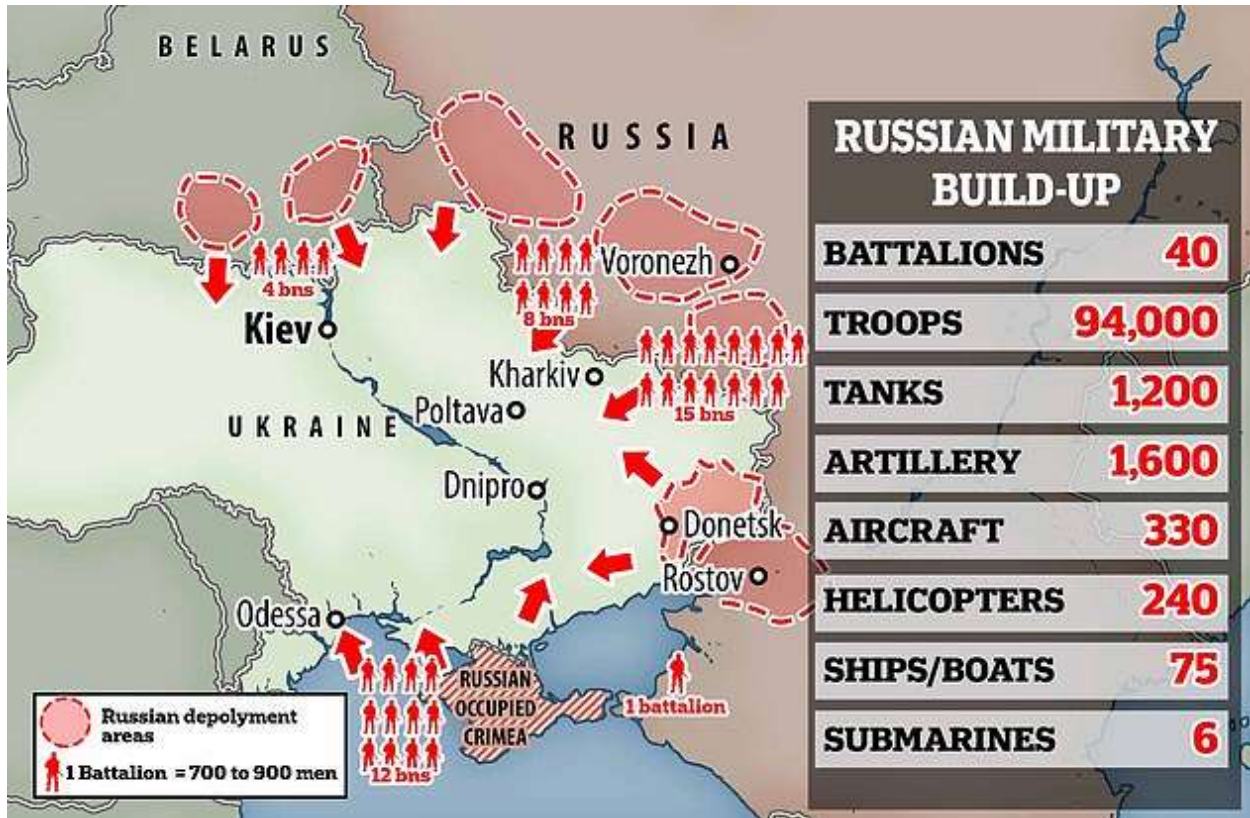 BELARUS
RUSSIA
4 bns
Kiev
8 bns
Voronezh
Kharkiv
15 bns
Poltava
UKRAINE
Dnipro
Donetsk
Rostov
Odessa
RUSSIAN
OCCUPIED
CRIMEA
1 battalion
12 bns
Russian depolyment
areas
1 Battalion = 700 to 900 men
RUSSIAN MILITARY
BUILD-UP
BATTALIONS 40
TROOPS 94,000
TANKS 1,200
ARTILLERY 1,600
AIRCRAFT 330
HELICOPTERS 240
SHIPS/BOATS 75
SUBMARINES 6